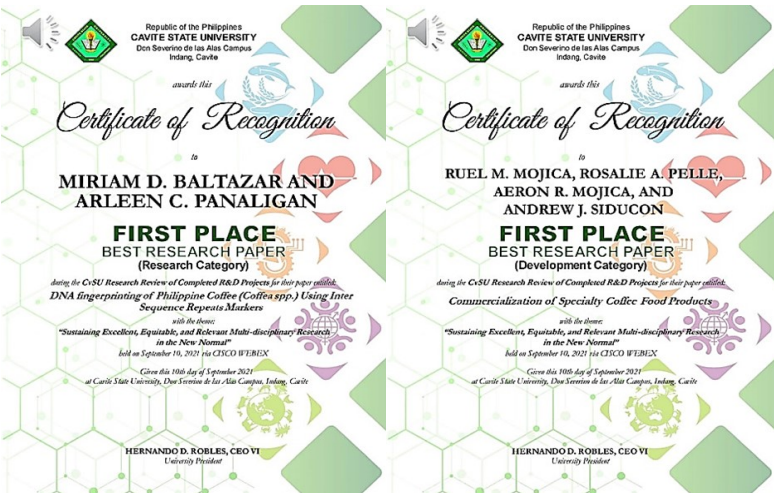 Republic of the Philippines
CAVITE STATE UNIVERSITY
Don Severino de las Alas Campus
Indang, Cavite
awards this
Certificate of Recognition
to
MIRIAM D. BALTAZAR AND
ARLEEN C. PANALIGAN
FIRST PLACE
BEST RESEARCH PAPER
(Research Category)
during the CvSU Research Review of Completed R&D Projects for their paper entitled:
DNA fingerprinting of Philippine Coffee (Coffea spp.) Using Inter
Sequence Repeats Markers
with the theme:
"Sustaining Excellent, Equitable, and Relevant Multi-disciplinary Research
in the New Normal"
held on September 10, 2021 via CISCO WEBEX
Given this 10th day of September 2021
at Cavite State University, Don Severino de las Alas Campus, Indang, Cavite
HERNANDO D. ROBLES, CEO VI
University President
Republic of the Philippines
CAVITE STATE UNIVERSITY
Don Severino de las Alas Campus
Indang, Cavite
awards this
Certificate of Recognition
to
RUEL M. MOJICA, ROSALIE A. PELLE,
AERON R. MOJICA, AND
ANDREW J. SIDUCON
FIRST PLACE
BEST RESEARCH PAPER
(Development Category)
during the CvSU Research Review of Completed R&D Projects for their paper entitled:
Commercialization of Specialty Coffee Food Products
with the theme:
"Sustaining Excellent, Equitable, and Relevant Multi-disciplinary Research
in the New Normal"
held on September 10, 2021 via CISCO WEBEX
Given this 10th day of September 2021
at Cavite State University, Don Severino de las Alas Campus, Indang, Cavite
HERNANDO D. ROBLES, CEO VI
University President